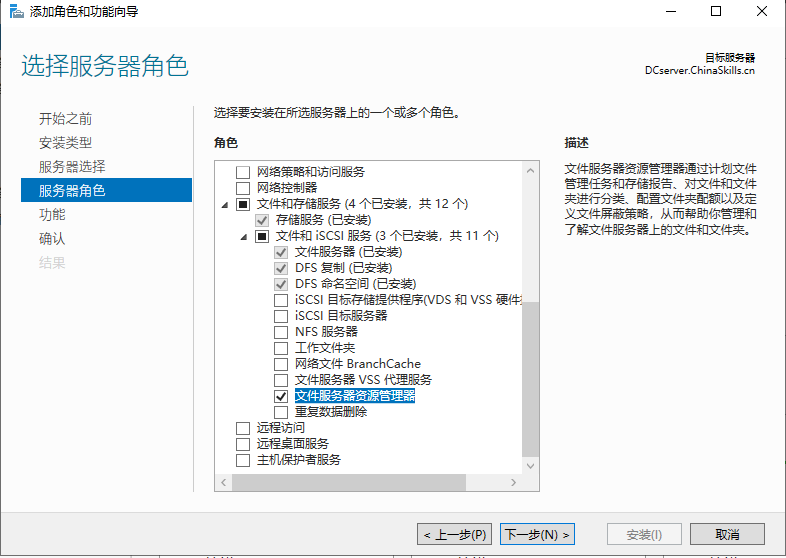 添加角色和功能向导
选择服务器角色
目标服务器
DCserver.ChinaSkills.cn
开始之前
安装类型
服务器选择
服务器角色
功能
确认
结果
选择要安装在所选服务器上的一个或多个角色。
角色
网络策略和访问服务
网络控制器
文件和存储服务 (4 个已安装，共 12 个)
存储服务 (已安装)
文件和 iSCSI 服务 (3 个已安装，共 11 个)
文件服务器 (已安装)
DFS 复制 (已安装)
DFS 命名空间 (已安装)
iSCSI 目标存储提供程序(VDS 和 VSS 硬件
iSCSI 目标服务器
NFS 服务器
工作文件夹
网络文件 BranchCache
文件服务器 VSS 代理服务
文件服务器资源管理器
重复数据删除
远程访问
远程桌面服务
主机保护者服务
描述
文件服务器资源管理器通过计划文件
管理任务和存储报告、对文件和文件
夹进行分类、配置文件夹配额以及定
义文件屏蔽策略，从而帮助你管理和
了解文件服务器上的文件和文件夹。
< 上一步(P)
下一步(N) >
安装(I)
取消